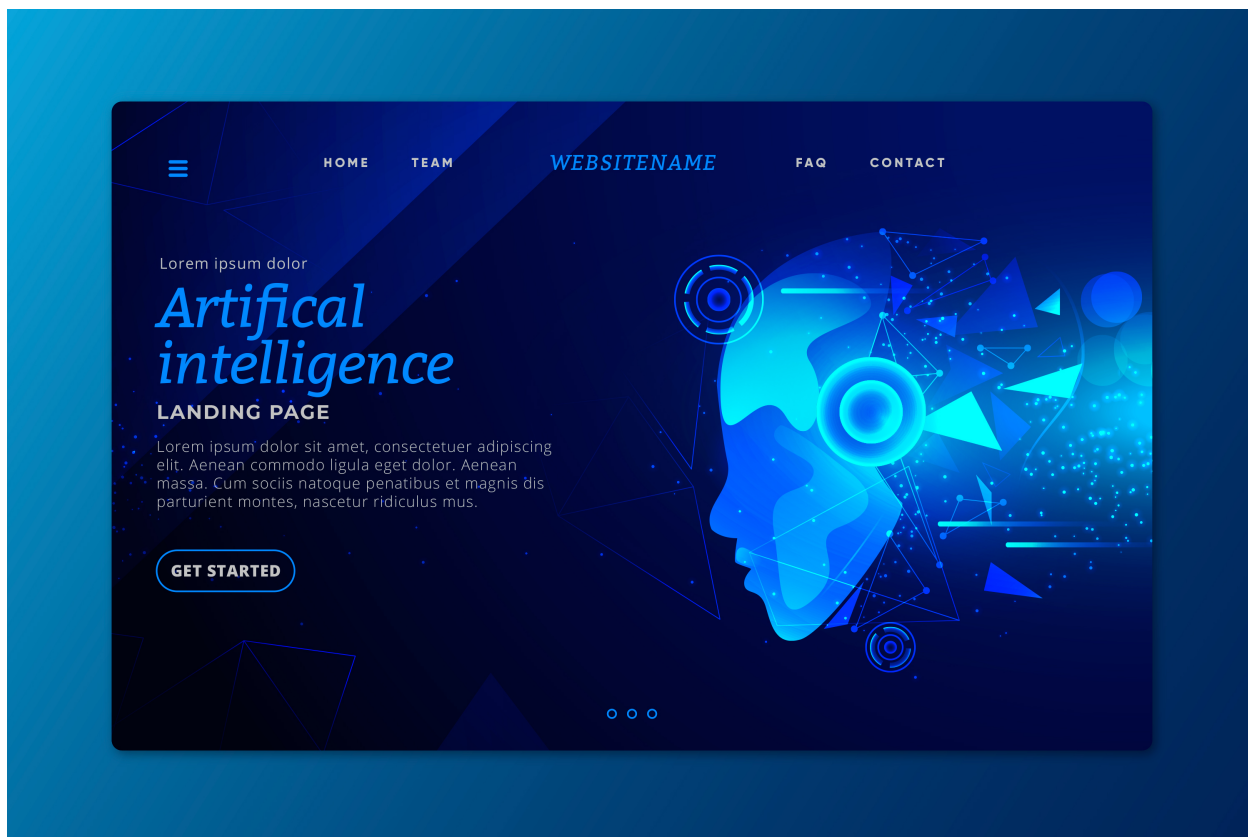 HOME TEAM WEBSITENAME FAQ CONTACT
Lorem ipsum dolor
Artifical
intelligence
LANDING PAGE
Lorem ipsum dolor sit amet, consectetuer adipiscing
elit. Aenean commodo ligula eget dolor. Aenean
massa. Cum sociis natoque penatibus et magnis dis
parturient montes, nascetur ridiculus mus.
GET STARTED